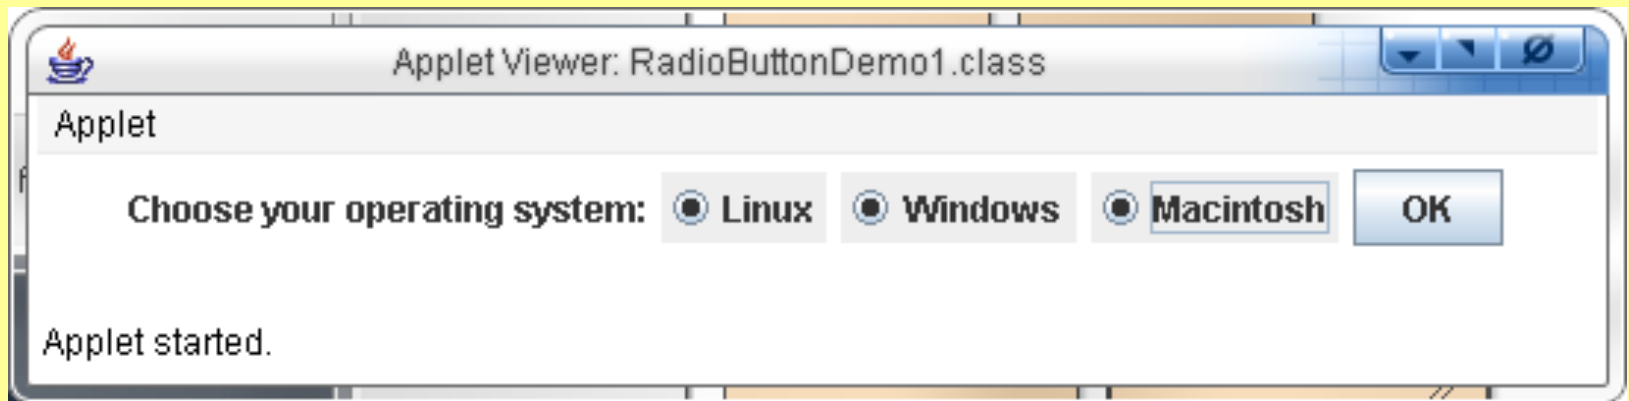 Applet Viewer: RadioButtonDemo1.class
Applet
Choose your operating system: Linux Windows Macintosh OK
Applet started.